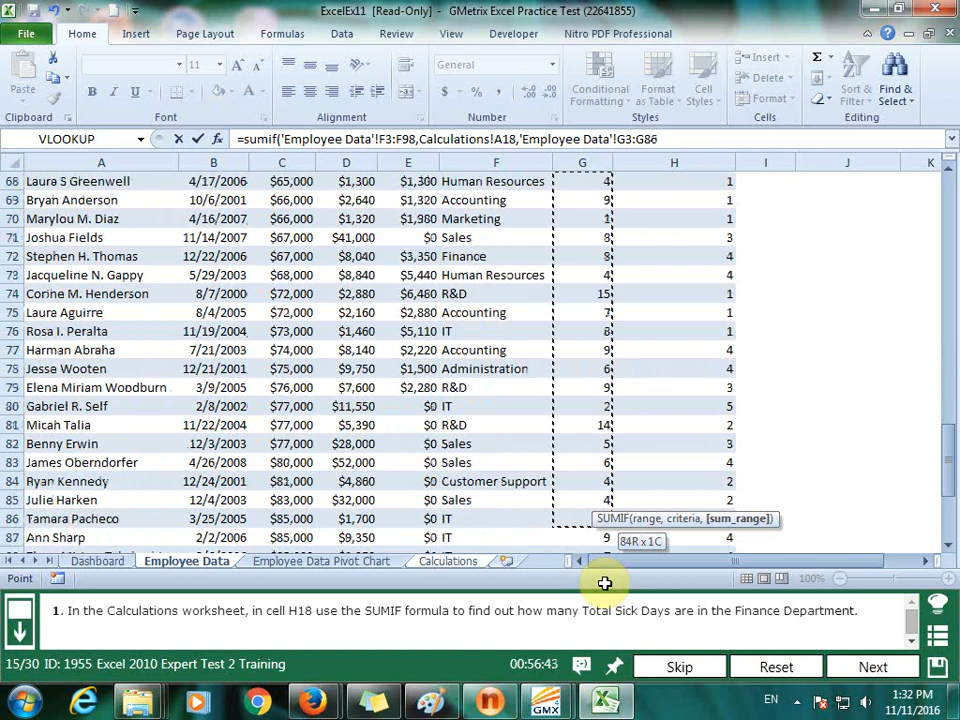 ExcelEx11 [Read-Only] - GMetrix Excel Practice Test (22641855)
File Home Insert Page Layout Formulas Data Review View Developer Nitro PDF Professional
Paste 11 A A General Conditional Formatting Format as Table Cell Styles Insert Delete Format Sort & Filter Find & Select
B I U A $ % ,
Clipboard Font Alignment Number Styles Cells Editing
VLOOKUP fx =sumif('Employee Data'!F3:F98,Calculations!A18,'Employee Data'!G3:G86
A B C D E F G H I J K
68 Laura S Greenwell 4/17/2006 $65,000 $1,300 $1,300 Human Resources 4 1
69 Bryan Anderson 10/6/2001 $66,000 $2,640 $1,320 Accounting 9 1
70 Marylou M. Diaz 4/16/2007 $66,000 $1,320 $1,980 Marketing 1 1
71 Joshua Fields 11/14/2007 $67,000 $41,000 $0 Sales 8 3
72 Stephen H. Thomas 12/22/2006 $67,000 $8,040 $3,350 Finance 8 4
73 Jacqueline N. Gappy 5/29/2003 $68,000 $8,840 $5,440 Human Resources 4 4
74 Corine M. Henderson 8/7/2000 $72,000 $2,880 $6,480 R&D 15 1
75 Laure Aguirre 8/4/2005 $72,000 $2,160 $2,880 Accounting 7 1
76 Rosa I. Peralta 11/19/2004 $73,000 $1,460 $5,110 IT 8 1
77 Harman Abraha 7/21/2003 $74,000 $8,140 $2,220 Accounting 9 4
78 Jesse Wooten 12/21/2001 $75,000 $9,750 $1,500 Administration 6 4
79 Elena Miriam Woodburn 3/9/2005 $76,000 $7,600 $2,280 R&D 9 3
80 Gabriel R. Self 2/8/2002 $77,000 $11,550 $0 IT 2 5
81 Micah Talia 11/22/2004 $77,000 $5,390 $0 R&D 14 2
82 Benny Erwin 12/3/2003 $77,000 $28,000 $0 Sales 5 3
83 James Oberndorfer 4/26/2008 $80,000 $52,000 $0 Sales 6 4
84 Ryan Kennedy 12/24/2001 $81,000 $4,860 $0 Customer Support 4 2
85 Julie Harken 12/4/2003 $83,000 $32,000 $0 Sales 4 2
86 Tamara Pacheco 3/25/2005 $85,000 $1,700 $0 IT SUMIF(range, criteria, [sum_range])
87 Ann Withers 12/22/2005 $85,000 $9,350 $0 IT 9 84R x 1C 4
Dashboard Employee Data Employee Data Pivot Chart Calculations
Point 100%
1. In the Calculations worksheet, in cell H18 use the SUMIF formula to find out how many Total Sick Days are in the Finance Department.
15/30 ID: 1955 Excel 2010 Expert Test 2 Training 00:56:43 Skip Reset Next
EN 1:32 PM
11/11/2016